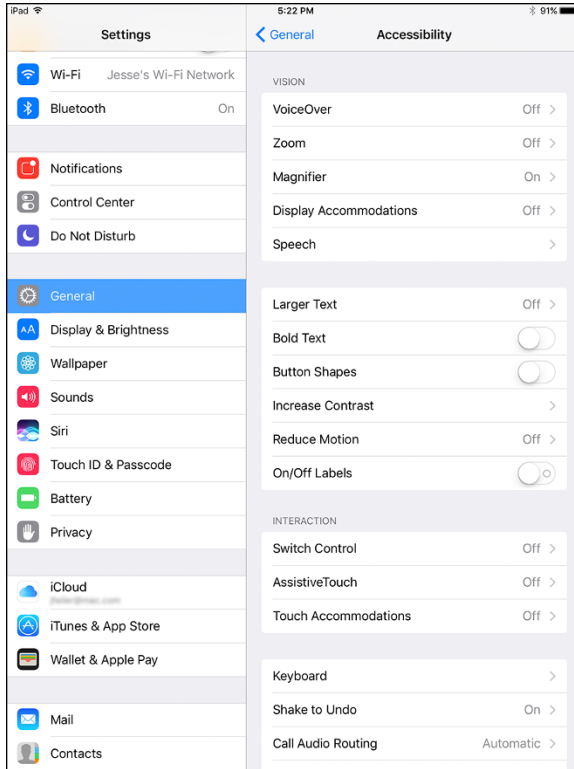 iPad 5:22 PM 91%
Settings
Wi-Fi Jesse's Wi-Fi Network
Bluetooth On
Notifications
Control Center
Do Not Disturb
General
Display & Brightness
Wallpaper
Sounds
Siri
Touch ID & Passcode
Battery
Privacy
iCloud
iTunes & App Store
Wallet & Apple Pay
Mail
Contacts
General Accessibility
VISION
VoiceOver Off
Zoom Off
Magnifier On
Display Accommodations Off
Speech
Larger Text Off
Bold Text
Button Shapes
Increase Contrast
Reduce Motion Off
On/Off Labels
INTERACTION
Switch Control Off
AssistiveTouch Off
Touch Accommodations Off
Keyboard
Shake to Undo On
Call Audio Routing Automatic